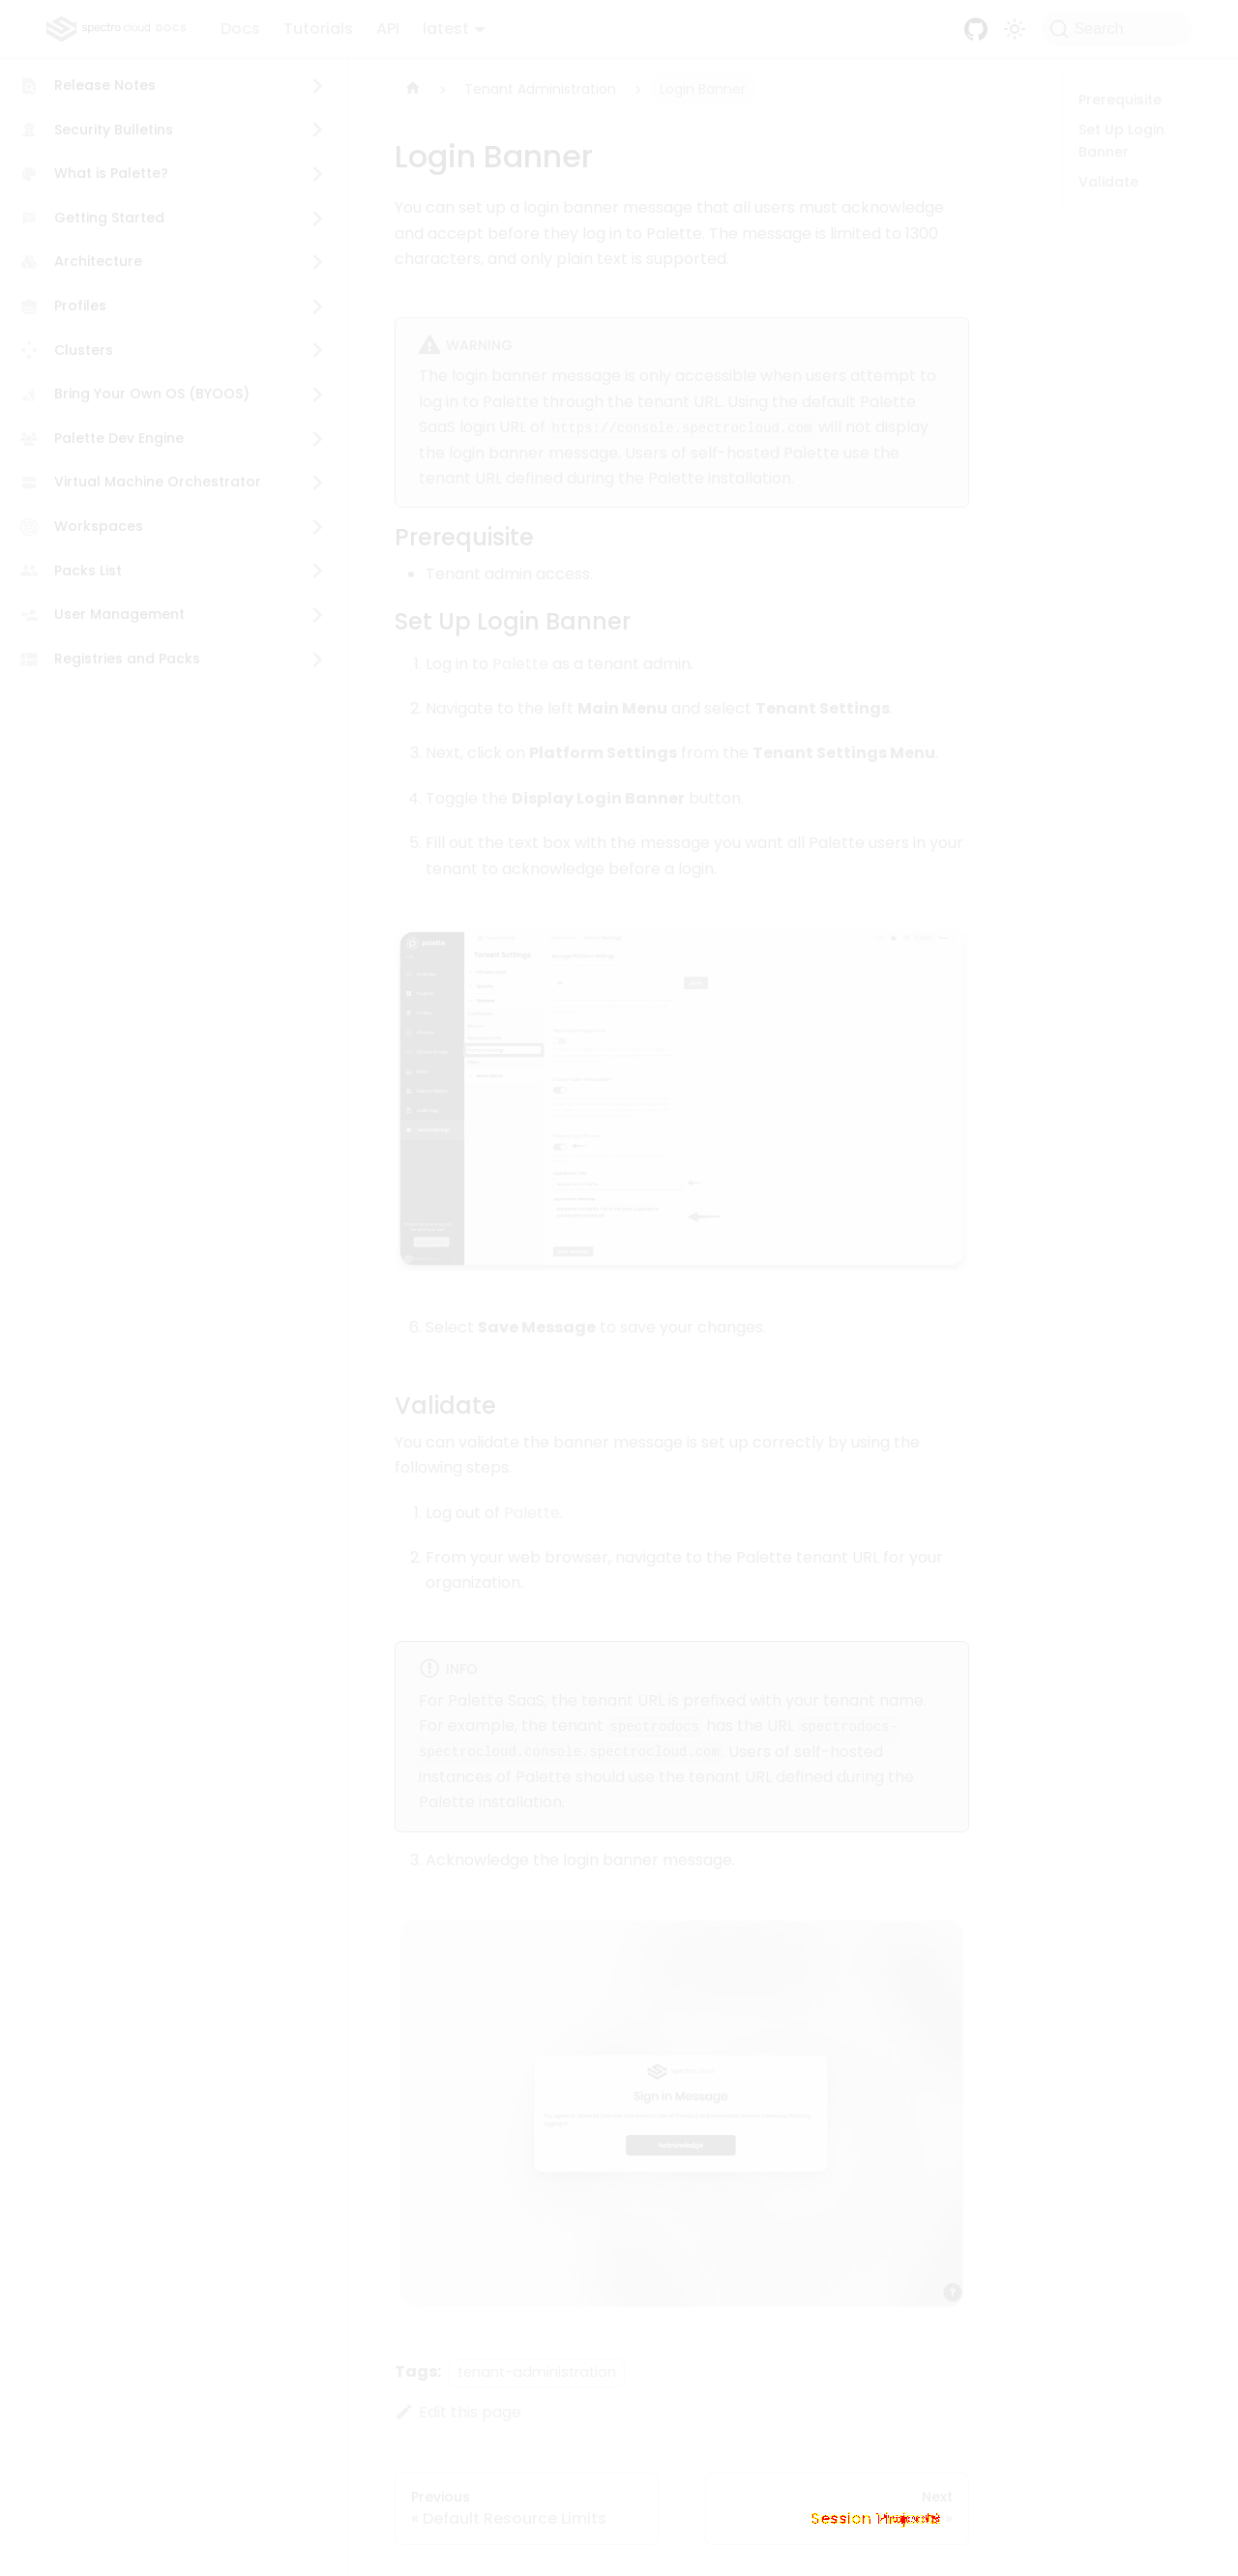 spectro cloud DOCS Docs Tutorials API latest Search
Release Notes
Security Bulletins
What is Palette?
Getting Started
Architecture
Profiles
Clusters
Bring Your Own OS (BYOOS)
Palette Dev Engine
Virtual Machine Orchestrator
Workspaces
Packs List
User Management
Registries and Packs
Tenant Administration
Login Banner
Login Banner
You can set up a login banner message that all users must acknowledge
and accept before they log in to Palette. The message is limited to 1300
characters, and only plain text is supported.
WARNING
The login banner message is only accessible when users attempt to
log in to Palette through the tenant URL. Using the default Palette
SaaS login URL of https://console.spectrocloud.com will not display
the login banner message. Users of self-hosted Palette use the
tenant URL defined during the Palette installation.
Prerequisite
Tenant admin access.
Set Up Login Banner
1. Log in to Palette as a tenant admin.
2. Navigate to the left Main Menu and select Tenant Settings.
3. Next, click on Platform Settings from the Tenant Settings Menu.
4. Toggle the Display Login Banner button.
5. Fill out the text box with the message you want all Palette users in your
tenant to acknowledge before a login.
Tenant Settings
6. Select Save Message to save your changes.
Validate
You can validate the banner message is set up correctly by using the
following steps.
1. Log out of Palette.
2. From your web browser, navigate to the Palette tenant URL for your
organization.
INFO
For Palette SaaS, the tenant URL is prefixed with your tenant name.
For example, the tenant spectrodocs has the URL spectrodocs-
spectrocloud.console.spectrocloud.com. Users of self-hosted
instances of Palette should use the tenant URL defined during the
Palette installation.
3. Acknowledge the login banner message.
Sign in Message
Acknowledge
Tags: tenant-administration
Edit this page
Previous
« Default Resource Limits
Next
Session
Prerequisite
Set Up Login
Banner
Validate